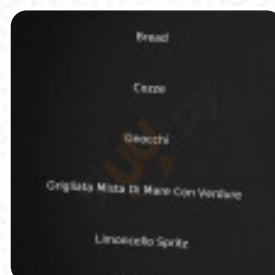 Bread
Cozze
Gnocchi
Grigliata Mista Di Mare Con Verdure
Limoncello Spritz